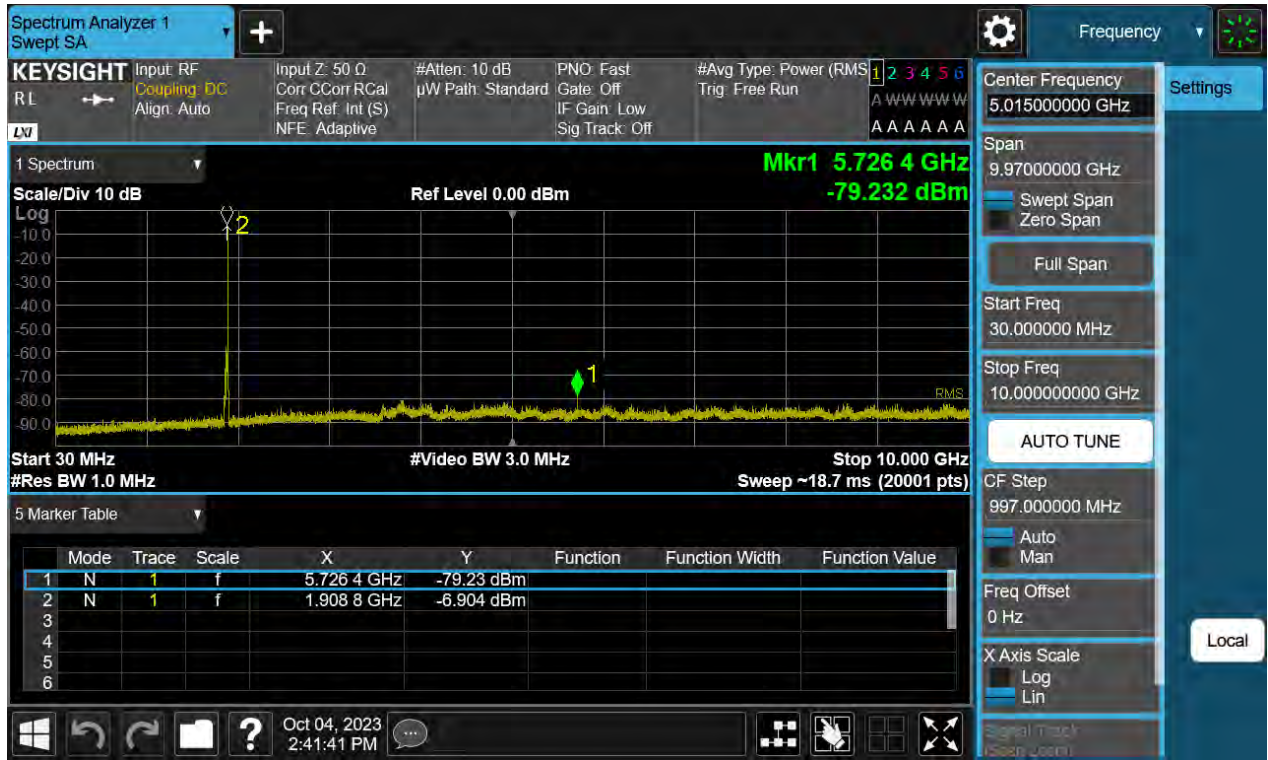 Spectrum Analyzer 1
Swept SA
+
Frequency
KEYSIGHT
RL
LXI
Input: RF
Coupling: DC
Align: Auto
Input Z: 50 Ω
Corr CCorr RCal
Freq Ref: Int (S)
NFE: Adaptive
#Atten: 10 dB
µW Path: Standard
PNO: Fast
Gate: Off
IF Gain: Low
Sig Track: Off
#Avg Type: Power (RMS
Trig: Free Run
1 2 3 4 5 6
A W W W W W
A A A A A A
1 Spectrum
Scale/Div 10 dB
Ref Level 0.00 dBm
Mkr1 5.726 4 GHz
-79.232 dBm
Log
-10.0
-20.0
-30.0
-40.0
-50.0
-60.0
-70.0
-80.0
-90.0
2
1
RMS
Start 30 MHz
#Video BW 3.0 MHz
Stop 10.000 GHz
#Res BW 1.0 MHz
Sweep ~18.7 ms (20001 pts)
5 Marker Table
Mode Trace Scale X Y Function Function Width Function Value
1 N 1 f 5.726 4 GHz -79.23 dBm
2 N 1 f 1.908 8 GHz -6.904 dBm
3
4
5
6
?
Oct 04, 2023
2:41:41 PM
Center Frequency
5.015000000 GHz
Settings
Span
9.97000000 GHz
Swept Span
Zero Span
Full Span
Start Freq
30.000000 MHz
Stop Freq
10.000000000 GHz
AUTO TUNE
CF Step
997.000000 MHz
Auto
Man
Freq Offset
0 Hz
Local
X Axis Scale
Log
Lin
Signal Track
(Span Zoom)